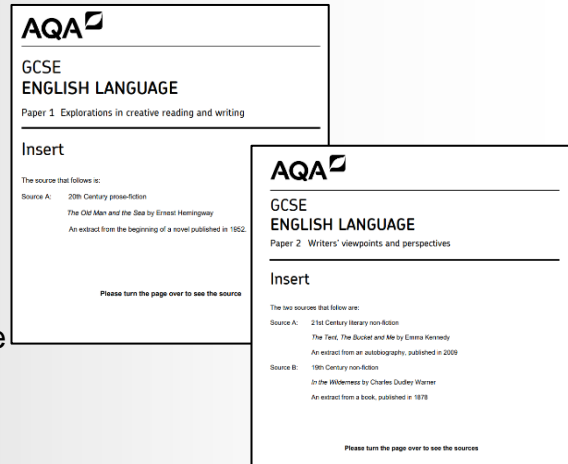 AQA
GCSE
ENGLISH LANGUAGE
Paper 1 Explorations in creative reading and writing
Insert
The source that follows is:
Source A: 20th Century prose-fiction
The Old Man and the Sea by Ernest Hemingway
An extract from the beginning of a novel published in 1952.
Please turn the page over to see the source
e
AQA
GCSE
ENGLISH LANGUAGE
Paper 2 Writers' viewpoints and perspectives
Insert
The two sources that follow are:
Source A: 21st Century literary non-fiction
The Tent, The Bucket and Me by Emma Kennedy
An extract from an autobiography, published in 2009
Source B: 19th Century non-fiction
In the Wilderness by Charles Dudley Warner
An extract from a book, published in 1878
Please turn the page over to see the sources